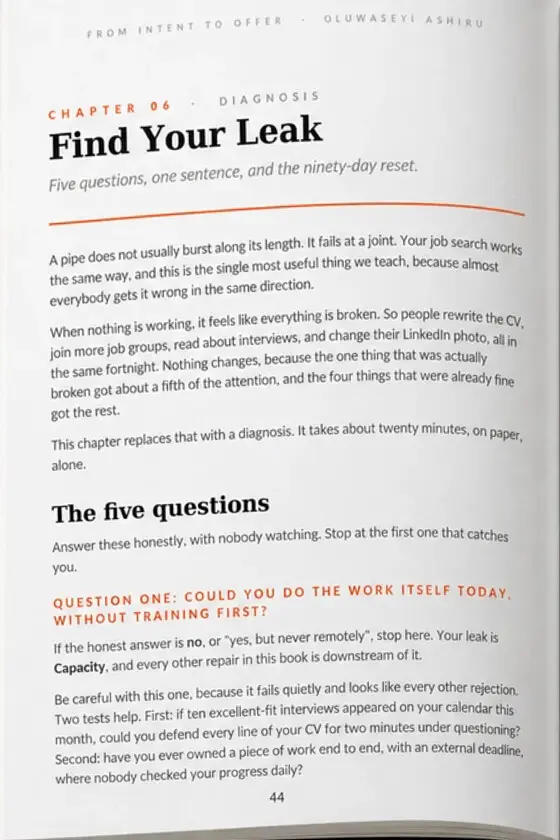 FROM INTENT TO OFFER · OLUWASEYI ASHIRU
CHAPTER 06 · DIAGNOSIS
Find Your Leak
Five questions, one sentence, and the ninety-day reset.
A pipe does not usually burst along its length. It fails at a joint. Your job search works
the same way, and this is the single most useful thing we teach, because almost
everybody gets it wrong in the same direction.
When nothing is working, it feels like everything is broken. So people rewrite the CV,
join more job groups, read about interviews, and change their LinkedIn photo, all in
the same fortnight. Nothing changes, because the one thing that was actually
broken got about a fifth of the attention, and the four things that were already fine
got the rest.
This chapter replaces that with a diagnosis. It takes about twenty minutes, on paper,
alone.
The five questions
Answer these honestly, with nobody watching. Stop at the first one that catches
you.
QUESTION ONE: COULD YOU DO THE WORK ITSELF TODAY,
WITHOUT TRAINING FIRST?
If the honest answer is no, or "yes, but never remotely", stop here. Your leak is
Capacity, and every other repair in this book is downstream of it.
Be careful with this one, because it fails quietly and looks like every other rejection.
Two tests help. First: if ten excellent-fit interviews appeared on your calendar this
month, could you defend every line of your CV for two minutes under questioning?
Second: have you ever owned a piece of work end to end, with an external deadline,
where nobody checked your progress daily?
44